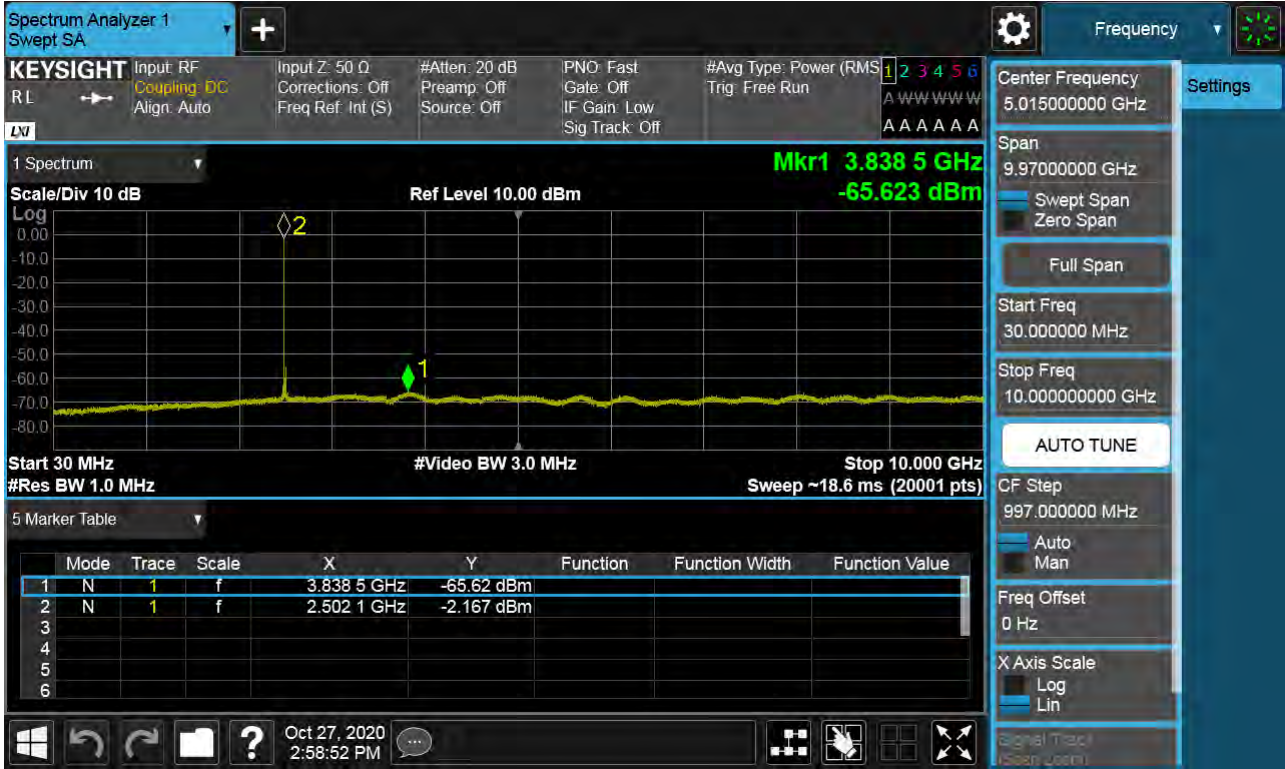 Spectrum Analyzer 1
Swept SA
+
Frequency
KEYSIGHT
RL
LXI
Input: RF
Coupling: DC
Align: Auto
Input Z: 50 Ω
Corrections: Off
Freq Ref: Int (S)
#Atten: 20 dB
Preamp: Off
Source: Off
PNO: Fast
Gate: Off
IF Gain: Low
Sig Track: Off
#Avg Type: Power (RMS
Trig: Free Run
1 2 3 4 5 6
A W W W W W
A A A A A A
1 Spectrum
Mkr1 3.838 5 GHz
Scale/Div 10 dB
Ref Level 10.00 dBm
-65.623 dBm
Log
0.00
-10.0
-20.0
-30.0
-40.0
-50.0
-60.0
-70.0
-80.0
2
1
Start 30 MHz
#Video BW 3.0 MHz
Stop 10.000 GHz
#Res BW 1.0 MHz
Sweep ~18.6 ms (20001 pts)
5 Marker Table
Mode Trace Scale X Y Function Function Width Function Value
1 N 1 f 3.838 5 GHz -65.62 dBm
2 N 1 f 2.502 1 GHz -2.167 dBm
3
4
5
6
?
Oct 27, 2020
2:58:52 PM
Center Frequency
5.015000000 GHz
Settings
Span
9.97000000 GHz
Swept Span
Zero Span
Full Span
Start Freq
30.000000 MHz
Stop Freq
10.000000000 GHz
AUTO TUNE
CF Step
997.000000 MHz
Auto
Man
Freq Offset
0 Hz
X Axis Scale
Log
Lin
Signal Track
(Span Zoom)